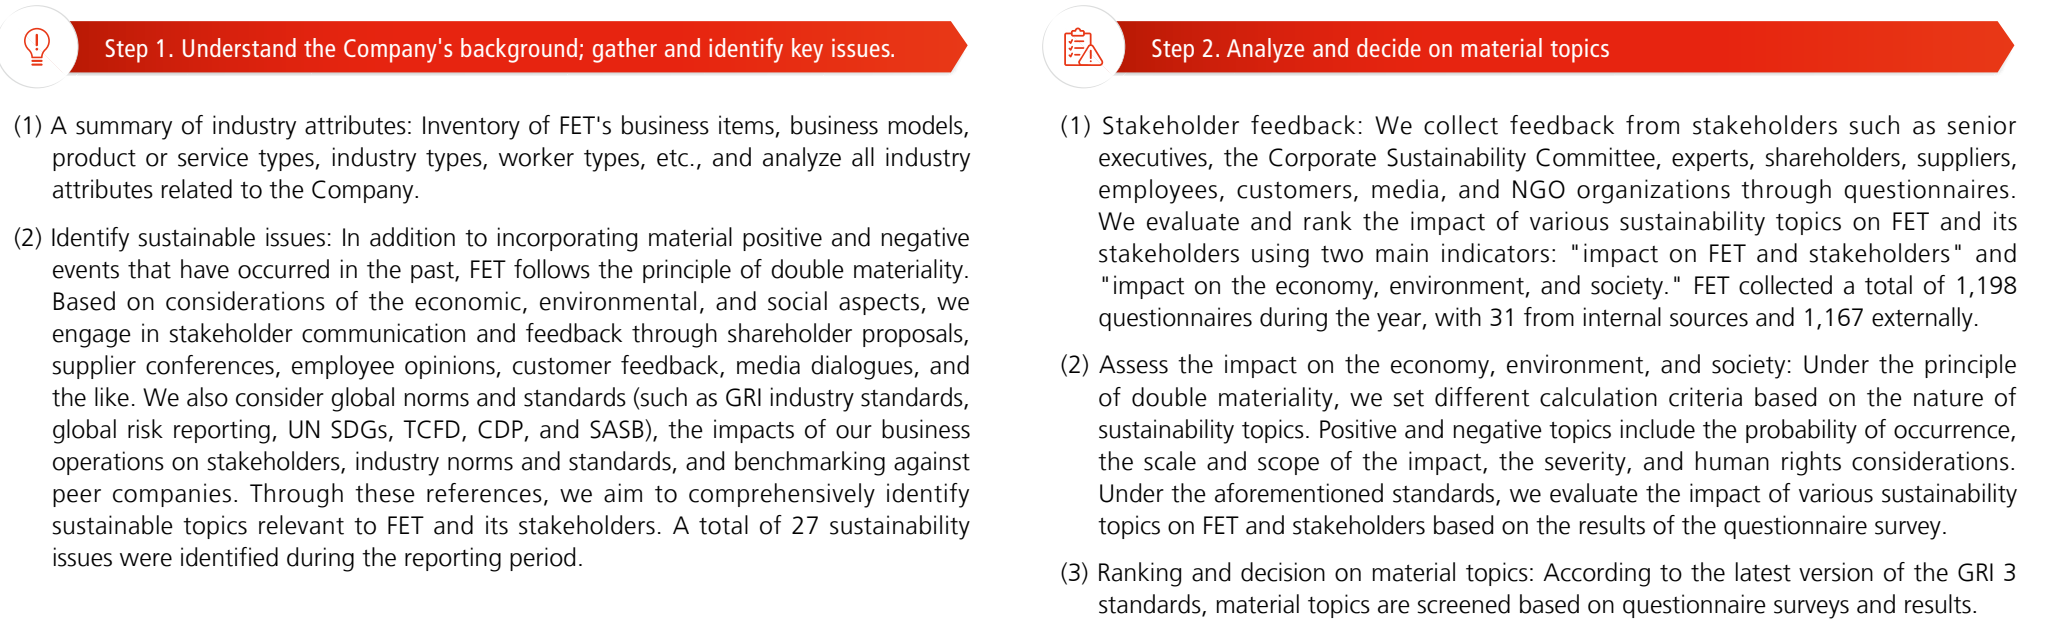 Step 1. Understand the Company's background; gather and identify key issues.
(1) A summary of industry attributes: Inventory of FET's business items, business models,
product or service types, industry types, worker types, etc., and analyze all industry
attributes related to the Company.
(2) Identify sustainable issues: In addition to incorporating material positive and negative
events that have occurred in the past, FET follows the principle of double materiality.
Based on considerations of the economic, environmental, and social aspects, we
engage in stakeholder communication and feedback through shareholder proposals,
supplier conferences, employee opinions, customer feedback, media dialogues, and
the like. We also consider global norms and standards (such as GRI industry standards,
global risk reporting, UN SDGs, TCFD, CDP, and SASB), the impacts of our business
operations on stakeholders, industry norms and standards, and benchmarking against
peer companies. Through these references, we aim to comprehensively identify
sustainable topics relevant to FET and its stakeholders. A total of 27 sustainability
issues were identified during the reporting period.
Step 2. Analyze and decide on material topics
(1) Stakeholder feedback: We collect feedback from stakeholders such as senior
executives, the Corporate Sustainability Committee, experts, shareholders, suppliers,
employees, customers, media, and NGO organizations through questionnaires.
We evaluate and rank the impact of various sustainability topics on FET and its
stakeholders using two main indicators: "impact on FET and stakeholders" and
"impact on the economy, environment, and society." FET collected a total of 1,198
questionnaires during the year, with 31 from internal sources and 1,167 externally.
(2) Assess the impact on the economy, environment, and society: Under the principle
of double materiality, we set different calculation criteria based on the nature of
sustainability topics. Positive and negative topics include the probability of occurrence,
the scale and scope of the impact, the severity, and human rights considerations.
Under the aforementioned standards, we evaluate the impact of various sustainability
topics on FET and stakeholders based on the results of the questionnaire survey.
(3) Ranking and decision on material topics: According to the latest version of the GRI 3
standards, material topics are screened based on questionnaire surveys and results.